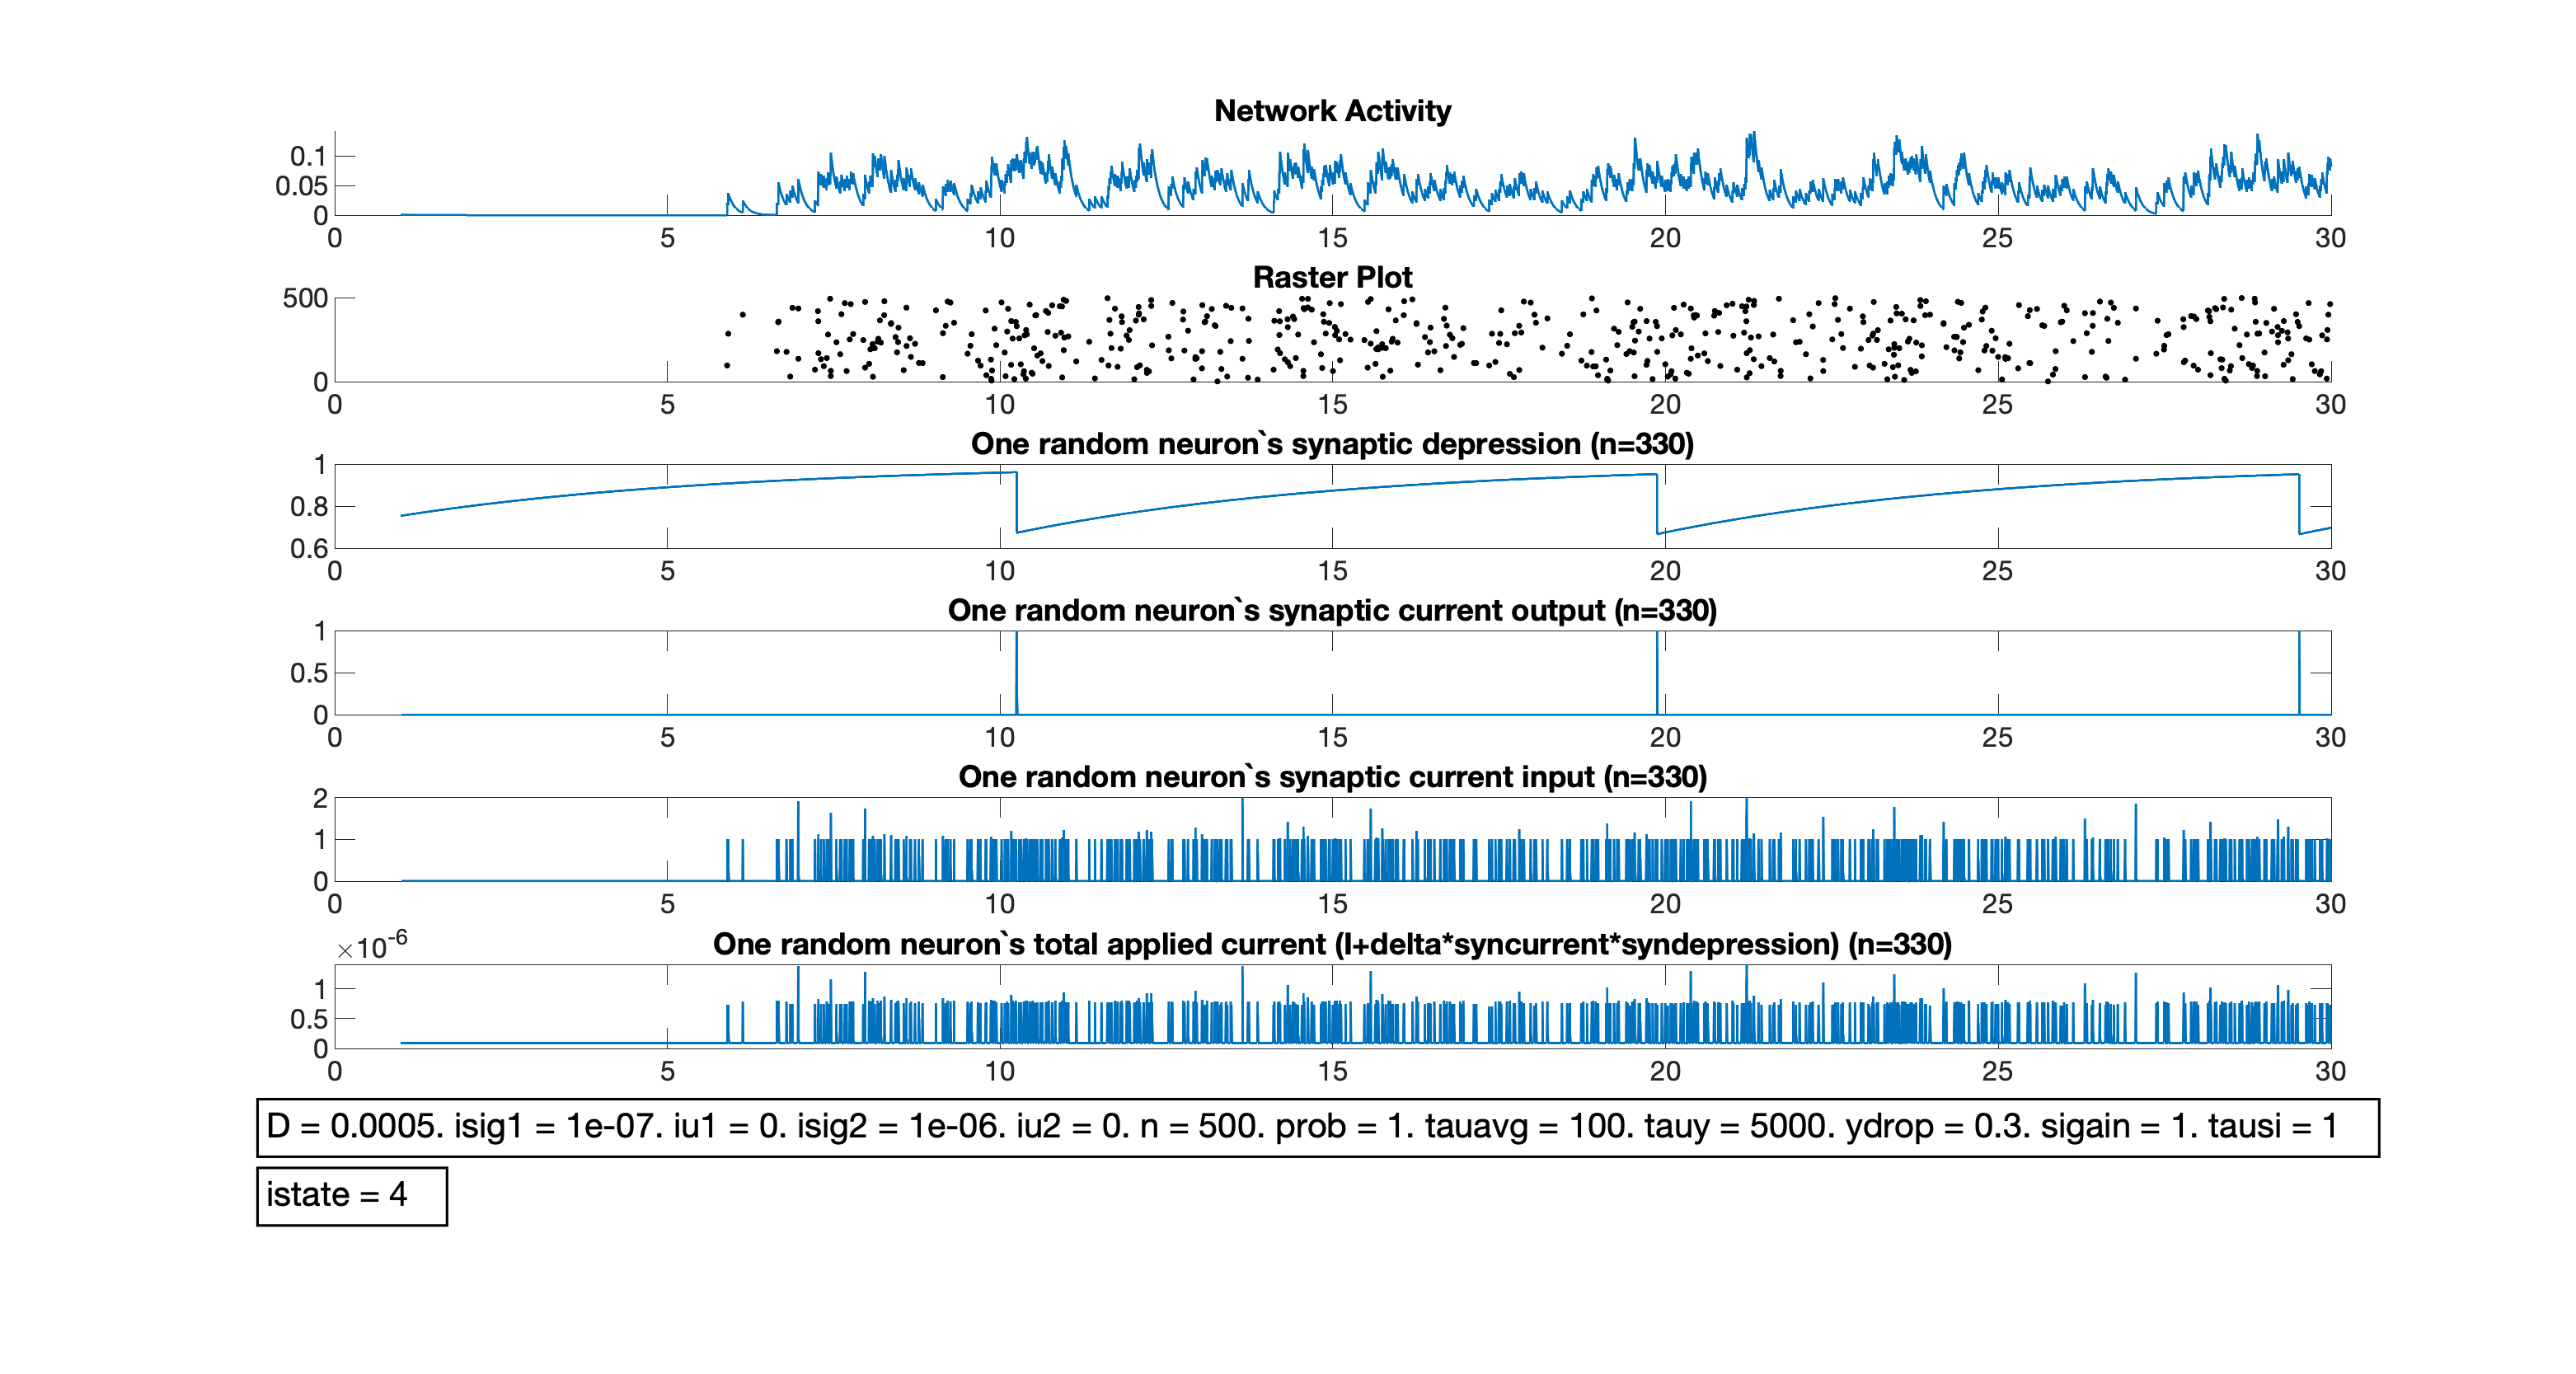 Network Activity
0.1
0.05
0
0 5 10 15 20 25 30
Raster Plot
500
0
0 5 10 15 20 25 30
One random neuron`s synaptic depression (n=330)
1
0.8
0.6
0 5 10 15 20 25 30
One random neuron`s synaptic current output (n=330)
1
0.5
0
0 5 10 15 20 25 30
One random neuron`s synaptic current input (n=330)
2
1
0
0 5 10 15 20 25 30
×10-6 One random neuron`s total applied current (I+delta*syncurrent*syndepression) (n=330)
1
0.5
0
0 5 10 15 20 25 30
D = 0.0005. isig1 = 1e-07. iu1 = 0. isig2 = 1e-06. iu2 = 0. n = 500. prob = 1. tauavg = 100. tauy = 5000. ydrop = 0.3. sigain = 1. tausi = 1
istate = 4